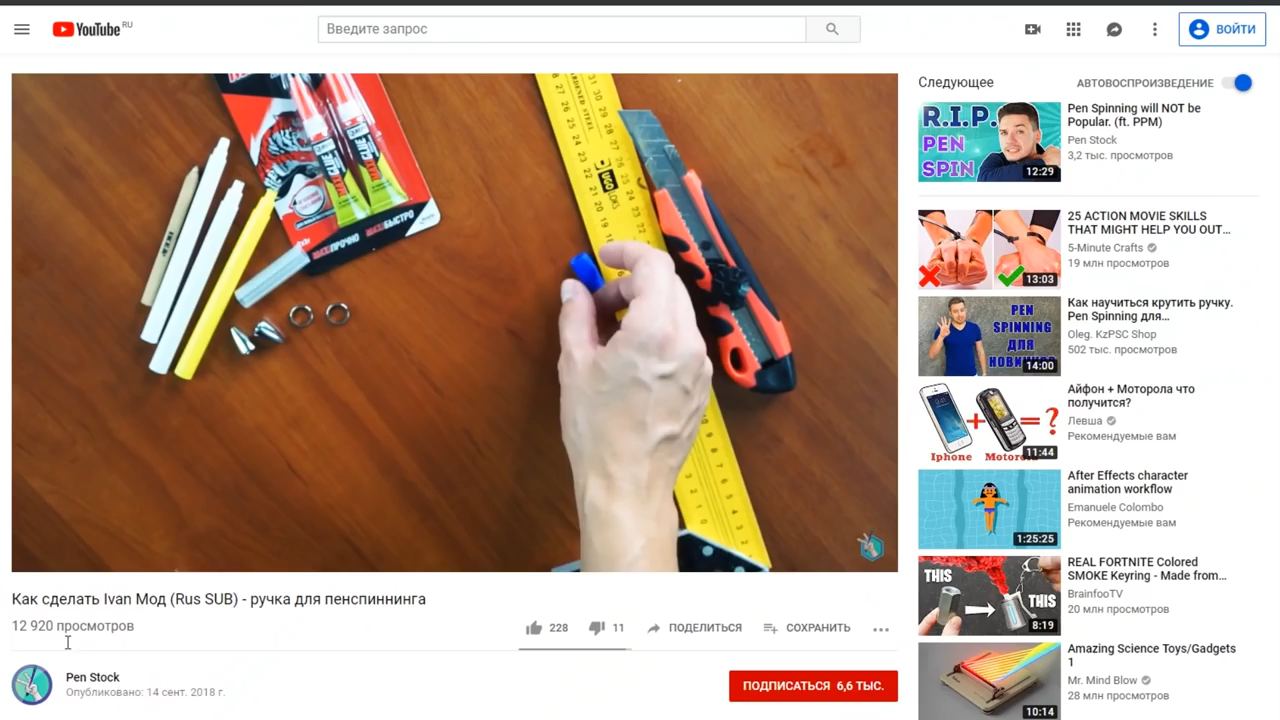 YouTube RU
Введите запрос
ВОЙТИ
IKEA
МАХІПРОЧНО МАХІБЫСТРО
HARDENED STEEL
UGO
LOKS
Как сделать Ivan Мод (Rus SUB) - ручка для пенспиннинга
12 920 просмотров
228
11
ПОДЕЛИТЬСЯ
СОХРАНИТЬ
Pen Stock
Опубликовано: 14 сент. 2018 г.
ПОДПИСАТЬСЯ 6,6 ТЫС.
Следующее
АВТОВОСПРОИЗВЕДЕНИЕ
R.I.P.
PEN
SPIN
12:29
Pen Spinning will NOT be
Popular. (ft. PPM)
Pen Stock
3,2 тыс. просмотров
13:03
25 ACTION MOVIE SKILLS
THAT MIGHT HELP YOU OUT...
5-Minute Crafts
19 млн просмотров
PEN
SPINNING
ДЛЯ
14:00
Как научиться крутить ручку.
Pen Spinning для...
Oleg. KzPSC Shop
502 тыс. просмотров
+ = ?
Iphone
11:44
Айфон + Моторола что
получится?
Левша
Рекомендуемые вам
1:25:25
After Effects character
animation workflow
Emanuele Colombo
Рекомендуемые вам
THIS
THIS
8:19
REAL FORTNITE Colored
SMOKE Keyring - Made from...
BrainfooTV
20 млн просмотров
10:14
Amazing Science Toys/Gadgets
1
Mr. Mind Blow
28 млн просмотров